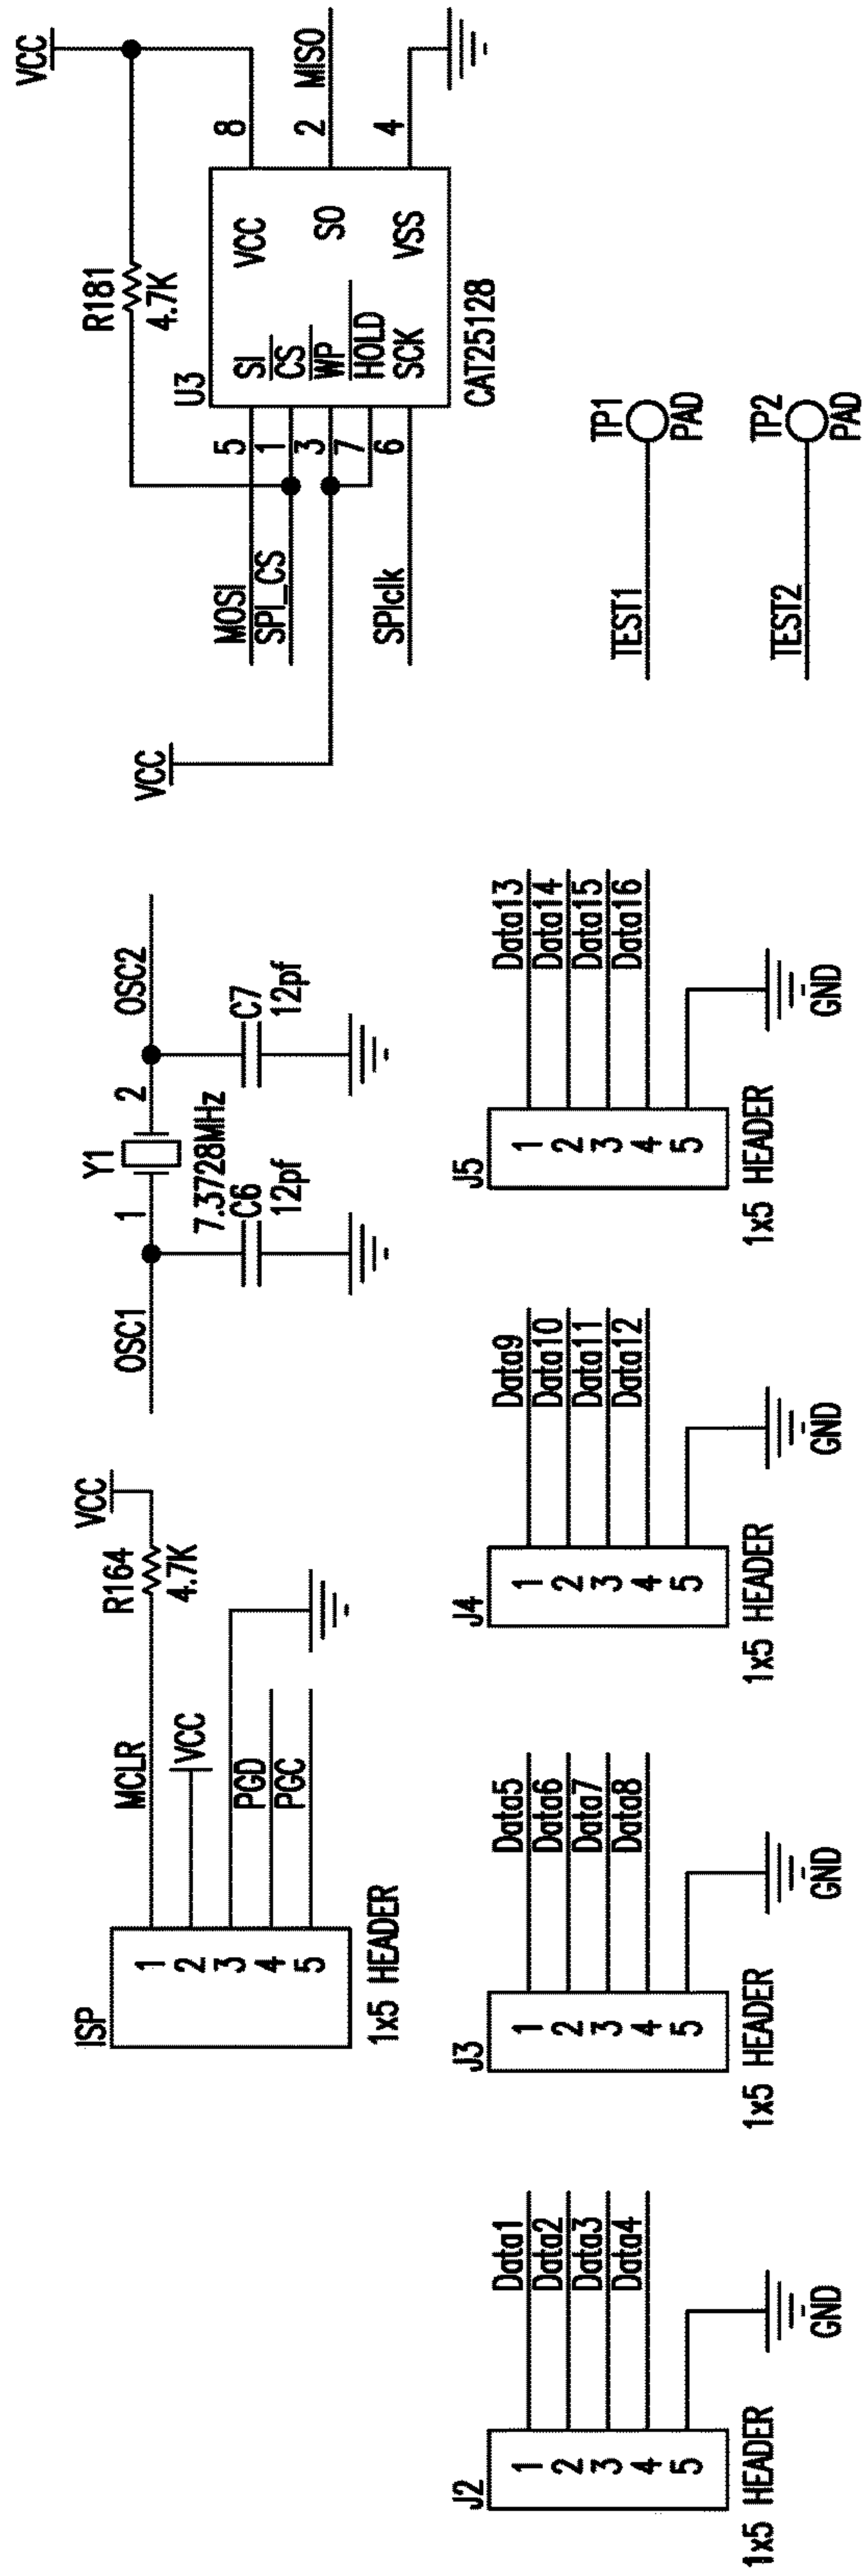 ISP
1
2
3
4
5
1x5 HEADER
MCLR
VCC
PGD
PGC
R164
4.7K
VCC
OSC1
1
Y1
2
OSC2
7.3728MHz
C6
12pf
C7
12pf
VCC
MOSI
SPI_CS
SPIclk
5
1
3
7
6
U3
SI
CS
WP
HOLD
SCK
VCC
SO
VSS
CAT25128
8
2
4
MISO
R181
4.7K
VCC
J2
1
2
3
4
5
1x5 HEADER
Data1
Data2
Data3
Data4
GND
J3
1
2
3
4
5
1x5 HEADER
Data5
Data6
Data7
Data8
GND
J4
1
2
3
4
5
1x5 HEADER
Data9
Data10
Data11
Data12
GND
J5
1
2
3
4
5
1x5 HEADER
Data13
Data14
Data15
Data16
GND
TEST1
TP1
PAD
TEST2
TP2
PAD